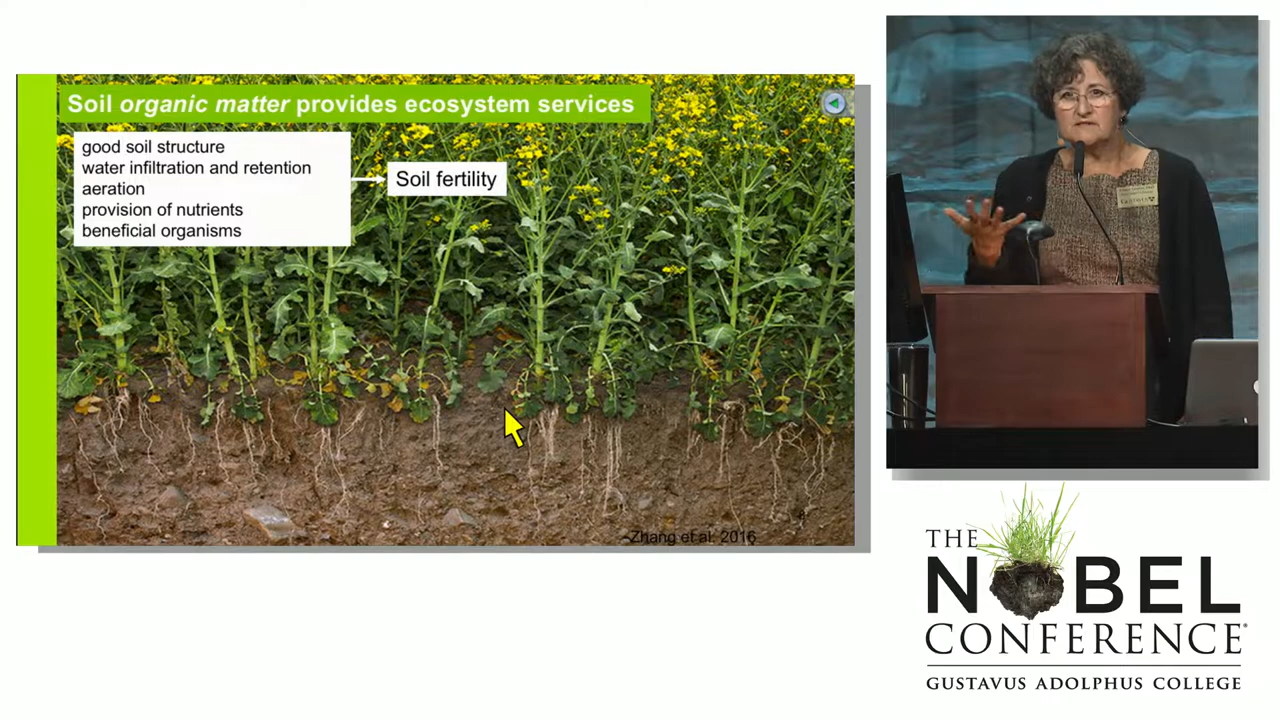 Soil organic matter provides ecosystem services
good soil structure
water infiltration and retention
aeration
provision of nutrients
beneficial organisms
Soil fertility
~Zhang et al. 2016
THE
NOBEL
CONFERENCE®
GUSTAVUS ADOLPHUS COLLEGE